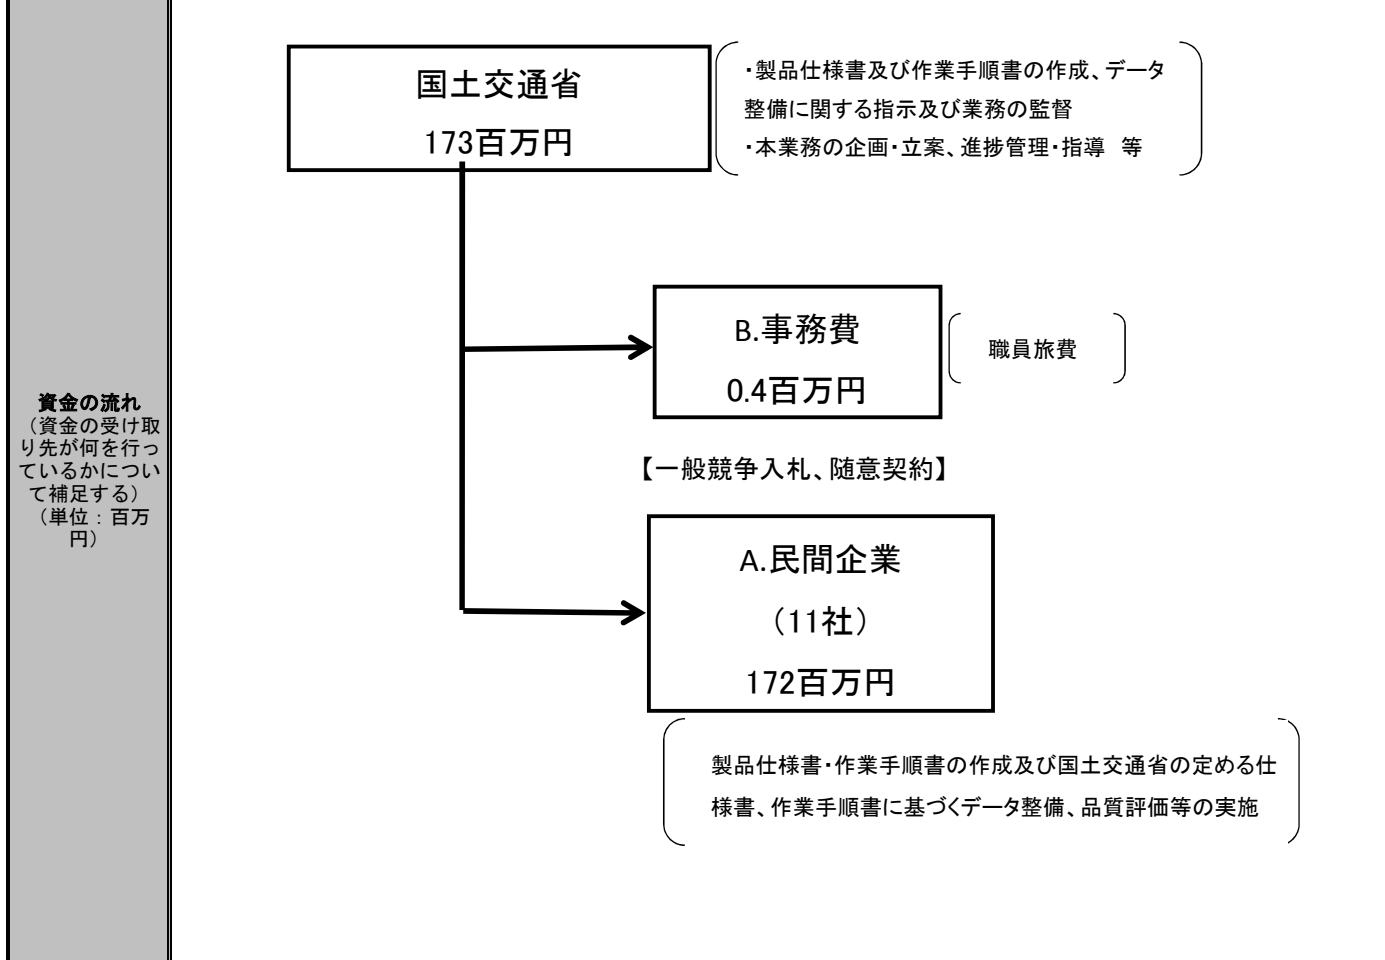 資金の流れ
（資金の受け取
り先が何を行っ
ているかについ
て補足する）
（単位：百万
円）
国土交通省
173百万円
・製品仕様書及び作業手順書の作成、データ
整備に関する指示及び業務の監督
・本業務の企画・立案、進捗管理・指導　等
B.事務費
0.4百万円
職員旅費
【一般競争入札、随意契約】
A.民間企業
（11社）
172百万円
製品仕様書・作業手順書の作成及び国土交通省の定める仕
様書、作業手順書に基づくデータ整備、品質評価等の実施